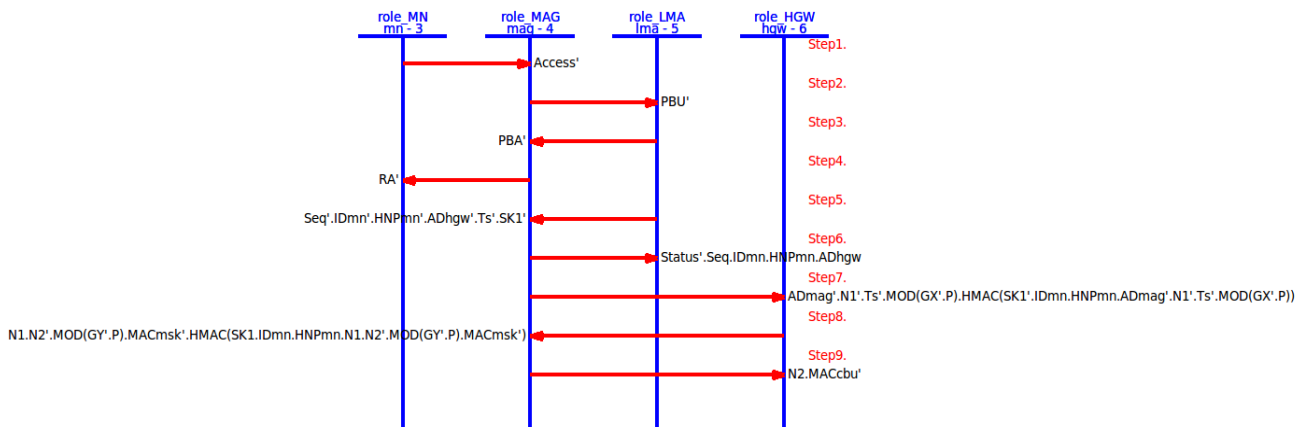 role_MN role_MAG role_LMA role_HGW
mn - 3 mag - 4 lma - 5 hgw - 6
Step1.
Access'
Step2.
PBU'
Step3.
PBA'
Step4.
RA'
Step5.
Seq'.IDmn'.HNPmn'.ADhgw'.Ts'.SK1'
Step6.
Status'.Seq.IDmn.HNPmn.ADhgw
Step7.
ADmag'.N1'.Ts'.MOD(GX'.P).HMAC(SK1'.IDmn.HNPmn.ADmag'.N1'.Ts'.MOD(GX'.P))
Step8.
N1.N2'.MOD(GY'.P).MACmsk'.HMAC(SK1.IDmn.HNPmn.N1.N2'.MOD(GY'.P).MACmsk')
Step9.
N2.MACcbu'